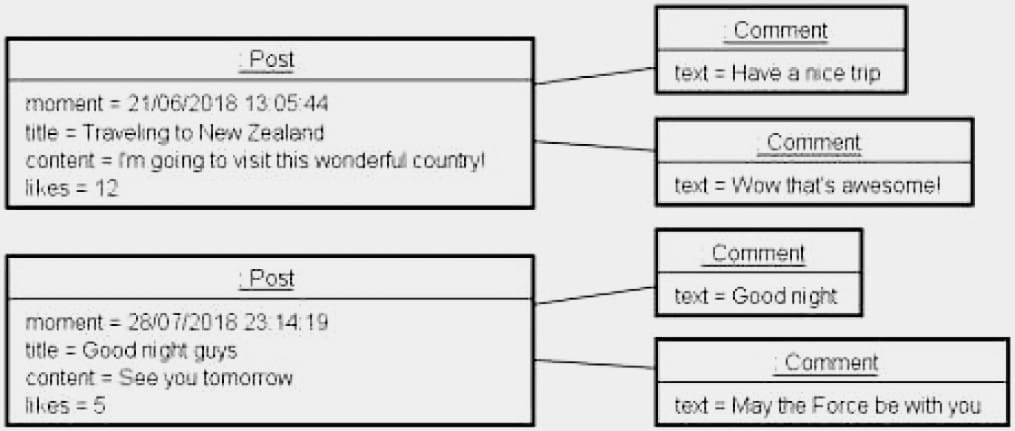 : Post
moment = 21/06/2018 13:05:44
title = Traveling to New Zealand
content = I'm going to visit this wonderful country!
likes = 12
: Comment
text = Have a nice trip
: Comment
text = Wow that's awesome!
: Post
moment = 28/07/2018 23:14:19
title = Good night guys
content = See you tomorrow
likes = 5
: Comment
text = Good night
: Comment
text = May the Force be with you